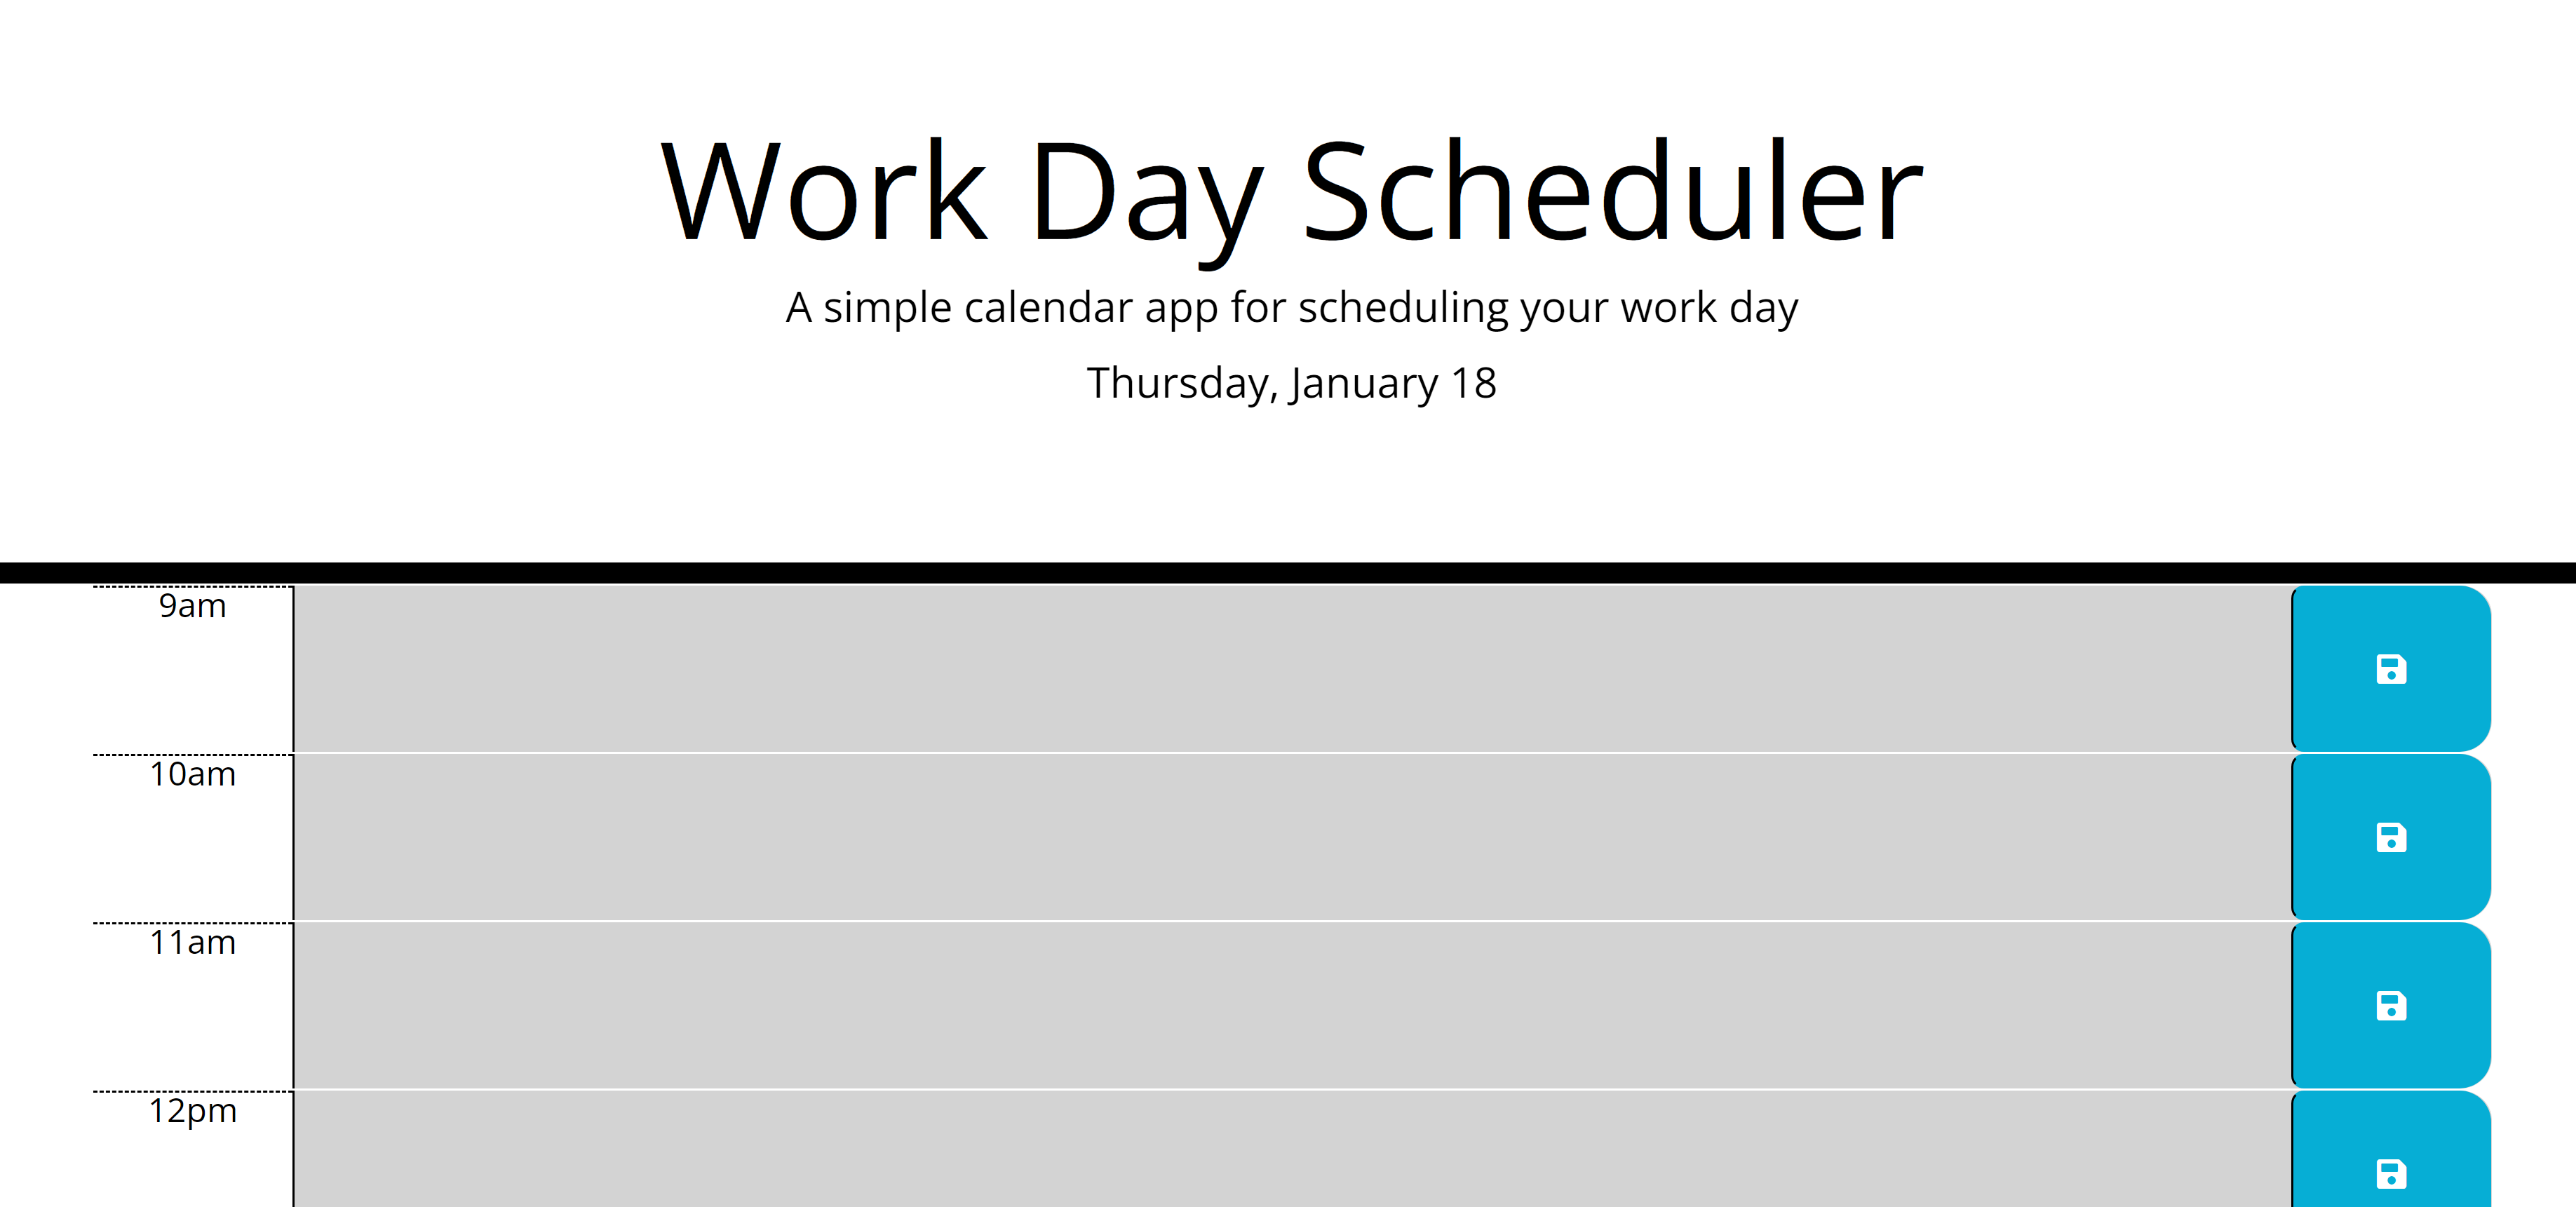 Work Day Scheduler
A simple calendar app for scheduling your work day
Thursday, January 18
9am
10am
11am
12pm